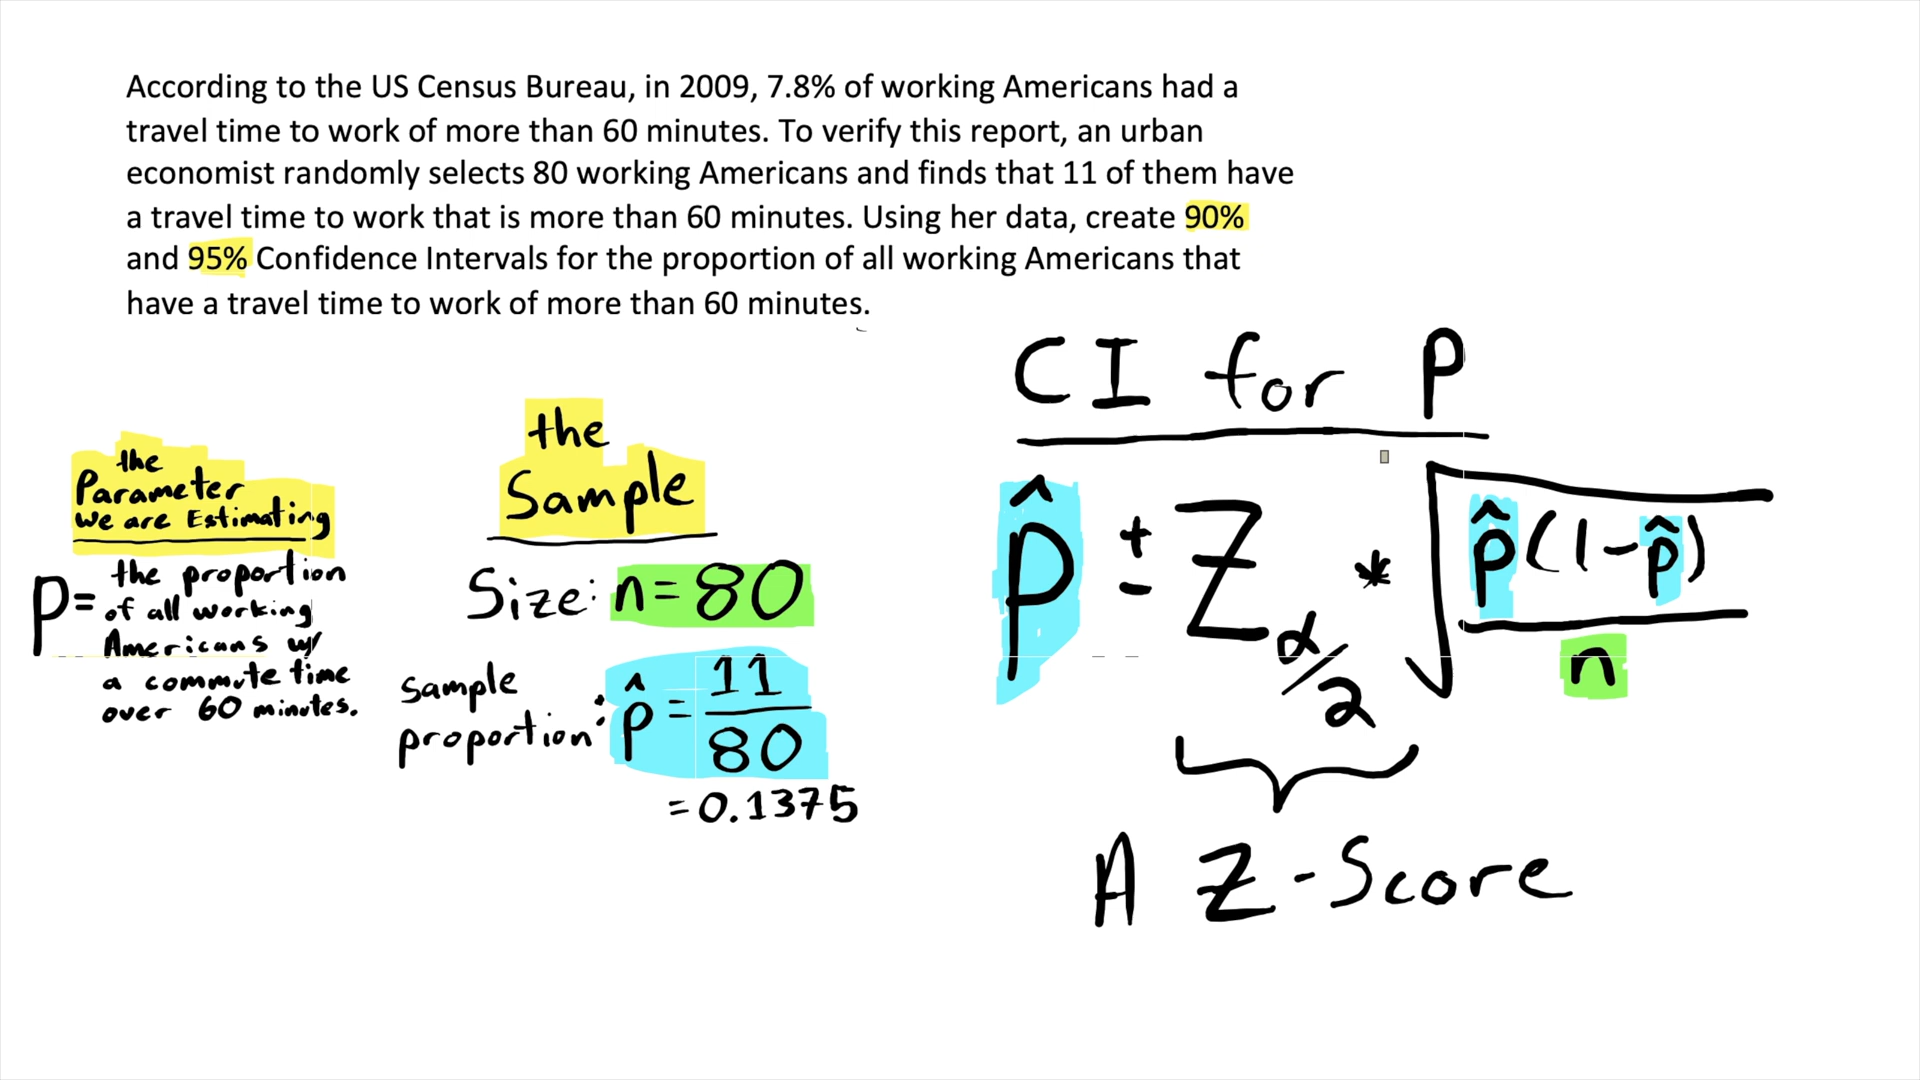 According to the US Census Bureau, in 2009, 7.8% of working Americans had a
travel time to work of more than 60 minutes. To verify this report, an urban
economist randomly selects 80 working Americans and finds that 11 of them have
a travel time to work that is more than 60 minutes. Using her data, create 90%
and 95% Confidence Intervals for the proportion of all working Americans that
have a travel time to work of more than 60 minutes.
the
Parameter
We are Estimating
p= the proportion
of all working
Americans w/
a commute time
over 60 minutes.
the
Sample
Size: n=80
sample
proportion: p̂ = 11/80
=0.1375
CI for P
p̂ ± Z α/2 * √ p̂(1-p̂)
n
A Z-Score